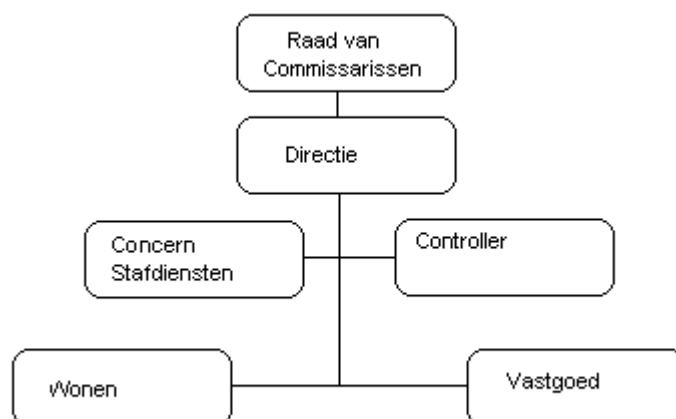 Raad van
Commissarissen
Directie
Concern
Stafdiensten
Controller
Wonen
Vastgoed